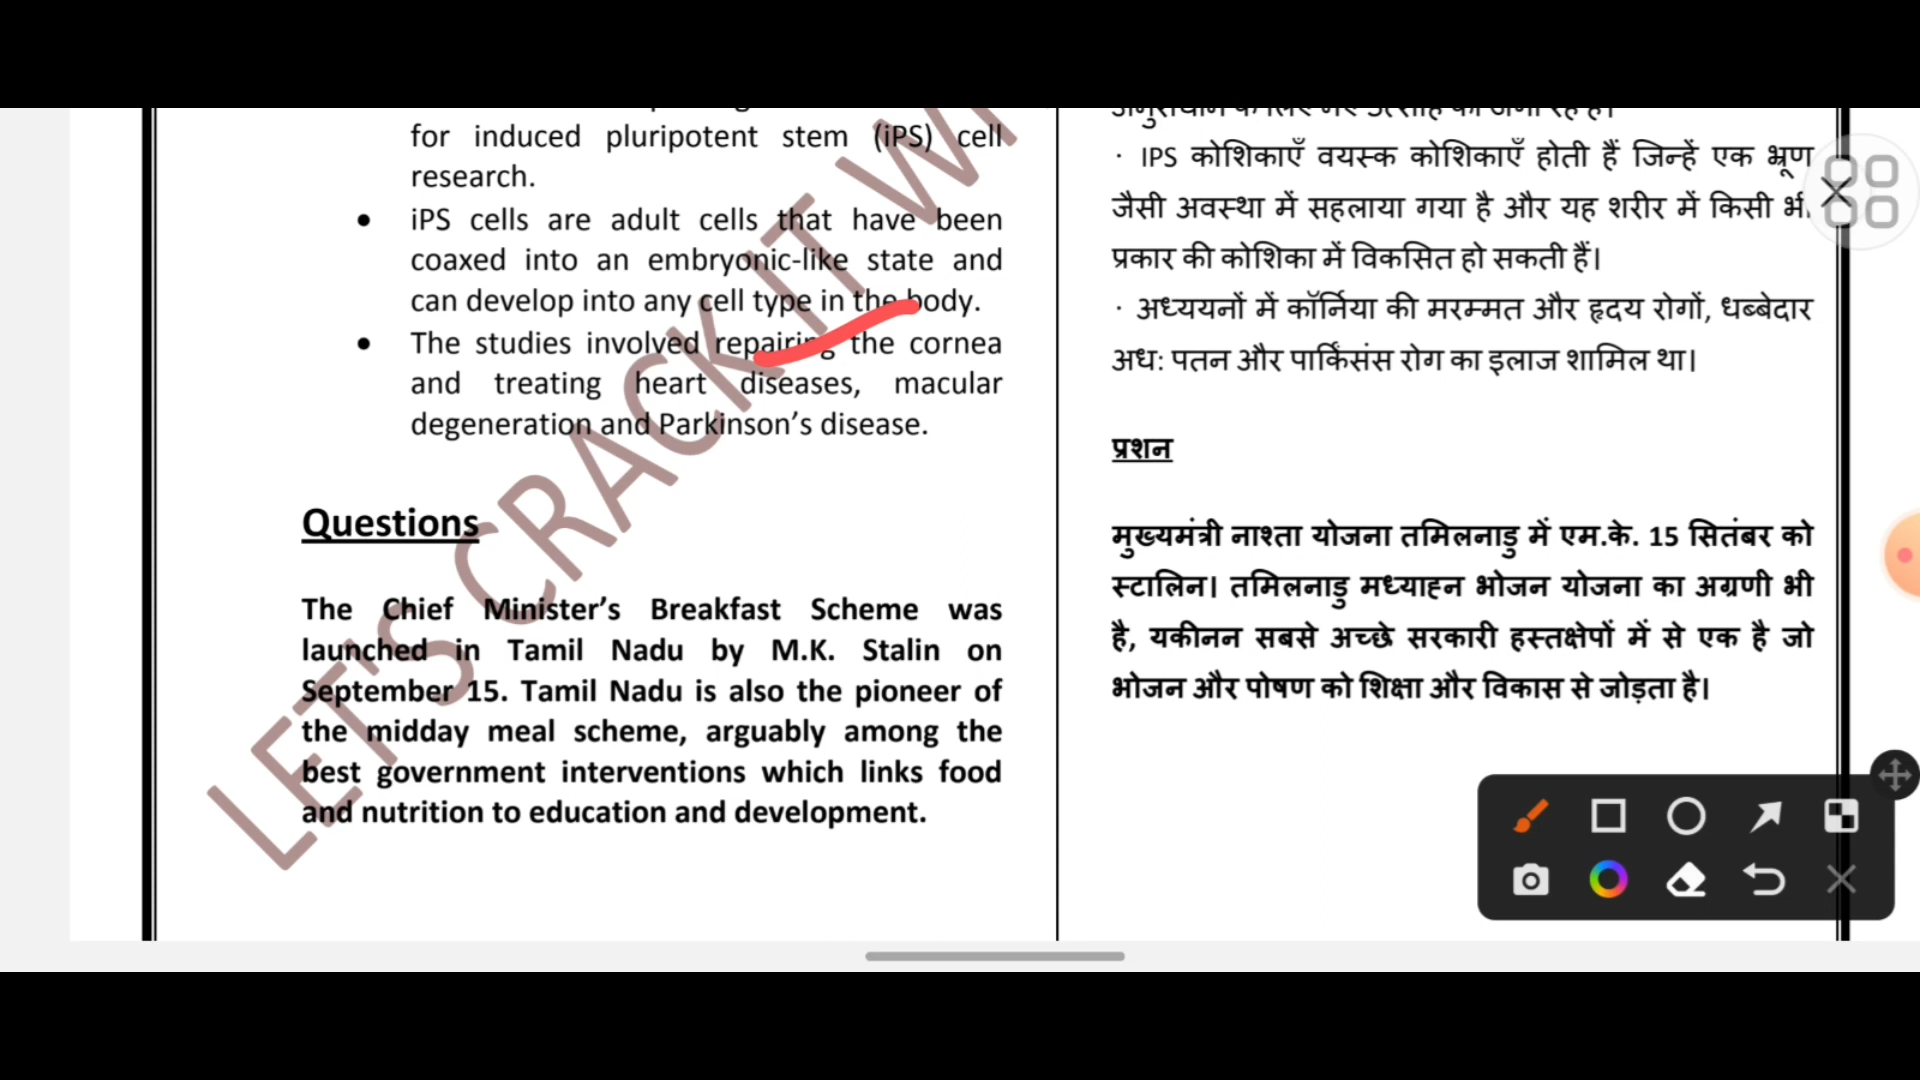 for induced pluripotent stem (iPS) cell
research.
• iPS cells are adult cells that have been
coaxed into an embryonic-like state and
can develop into any cell type in the body.
• The studies involved repairing the cornea
and treating heart diseases, macular
degeneration and Parkinson’s disease.
Questions
The Chief Minister’s Breakfast Scheme was
launched in Tamil Nadu by M.K. Stalin on
September 15. Tamil Nadu is also the pioneer of
the midday meal scheme, arguably among the
best government interventions which links food
and nutrition to education and development.
· IPS कोशिकाएँ वयस्क कोशिकाएँ होती हैं जिन्हें एक भ्रूण
जैसी अवस्था में सहलाया गया है और यह शरीर में किसी भी
प्रकार की कोशिका में विकसित हो सकती हैं।
· अध्ययनों में कॉर्निया की मरम्मत और हृदय रोगों, धब्बेदार
अध: पतन और पार्किंसंस रोग का इलाज शामिल था।
प्रशन
मुख्यमंत्री नाश्ता योजना तमिलनाडु में एम.के. 15 सितंबर को
स्टालिन। तमिलनाडु मध्याह्न भोजन योजना का अग्रणी भी
है, यकीनन सबसे अच्छे सरकारी हस्तक्षेपों में से एक है जो
भोजन और पोषण को शिक्षा और विकास से जोड़ता है।
LET'S CRACK IT WI